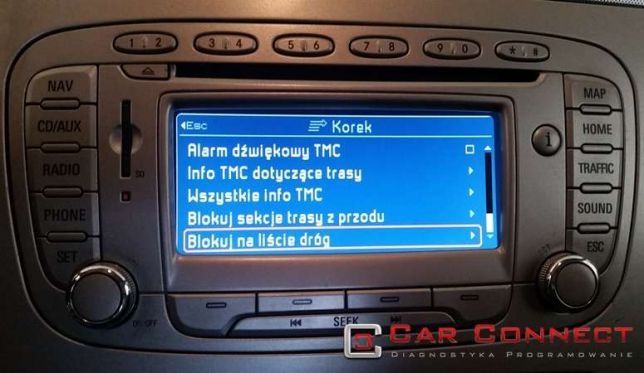 1 2 3 4 5 6 7 8 9 0 * #
NAV
CD/AUX
RADIO
PHONE
SET
SD
Esc Korek
Alarm dźwiękowy TMC
Info TMC dotyczące trasy
Wszystkie info TMC
Blokuj sekcje trasy z przodu
Blokuj na liście dróg
i
MAP
HOME
TRAFFIC
SOUND
ESC
ON/OFF
SEEK
CAR CONNECT
DIAGNOSTYKA PROGRAMOWANIE